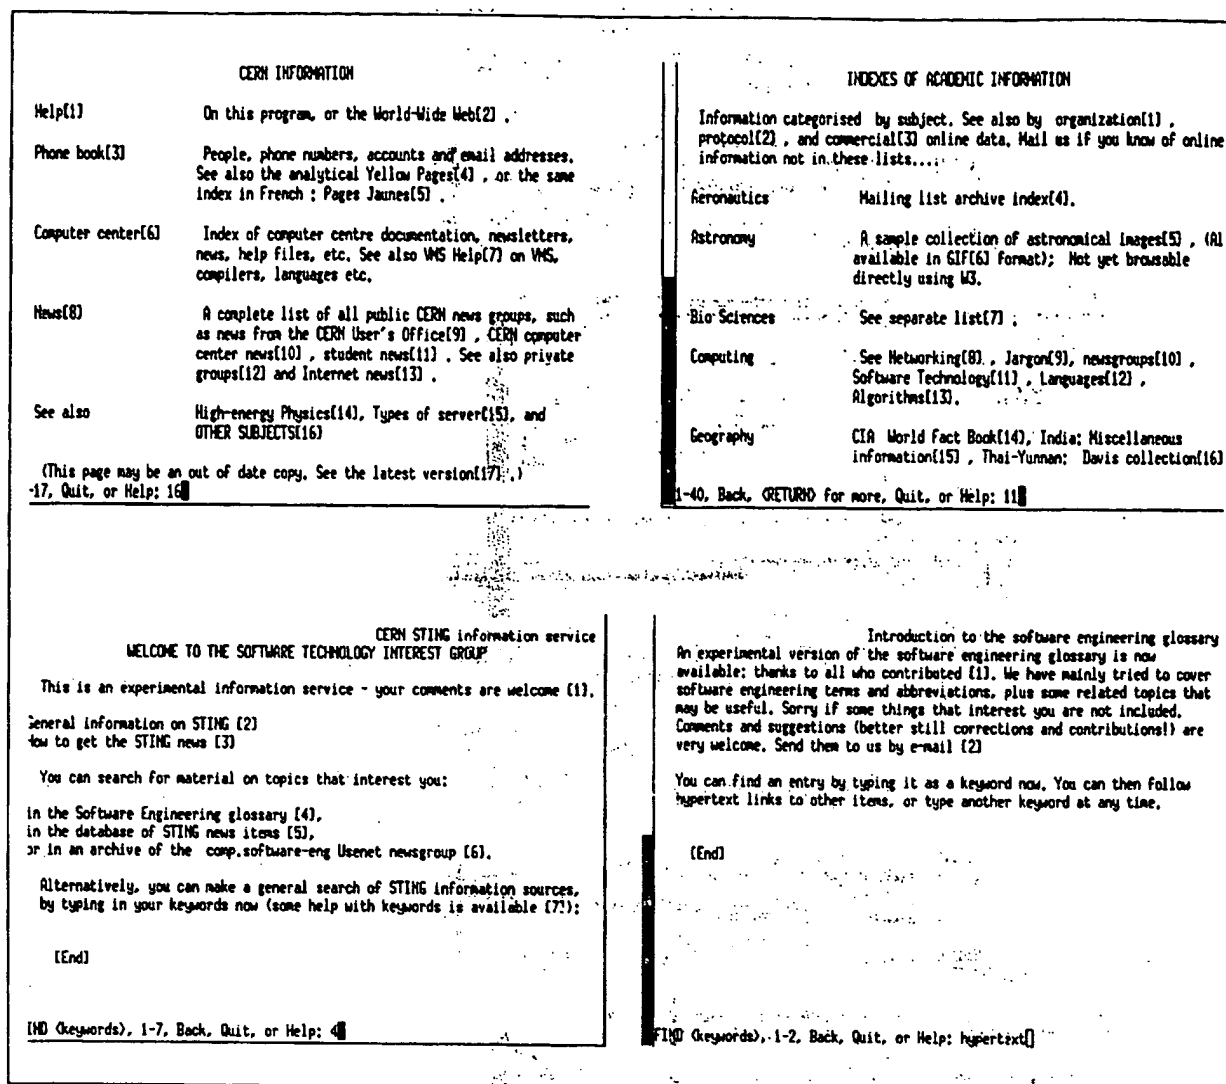 CERN INFORMATION
Help[1] On this program, or the World-Wide Web[2] .
Phone book[3] People, phone numbers, accounts and email addresses.
See also the analytical Yellow Pages[4] , or the same
index in French : Pages Jaunes[5] .
Computer center[6] Index of computer centre documentation, newsletters,
news, help files, etc. See also VMS Help[7] on VMS,
compilers, languages etc.
News[8] A complete list of all public CERN news groups, such
as news from the CERN User's Office[9] , CERN computer
center news[10] , student news[11] . See also private
groups[12] and Internet news[13] .
See also High-energy Physics[14], Types of server[15], and
OTHER SUBJECTS[16]
(This page may be an out of date copy. See the latest version[17] .)
-17, Quit, or Help: 16
INDEXES OF ACADEMIC INFORMATION
Information categorised by subject. See also by organization[1] ,
protocol[2] , and commercial[3] online data. Mail us if you know of online
information not in these lists...
Aeronautics Mailing list archive index[4].
Astronomy A sample collection of astronomical images[5] , (Al
available in GIF[6] format); Not yet browsable
directly using W3.
Bio Sciences See separate list[7] .
Computing See Networking[8] , Jargon[9], newsgroups[10] ,
Software Technology[11] , Languages[12] ,
Algorithms[13].
Geography CIA World Fact Book[14], India: Miscellaneous
information[15] , Thai-Yunnan: Davis collection[16]
1-40, Back, <RETURN> for more, Quit, or Help: 11
CERN STING information service
WELCOME TO THE SOFTWARE TECHNOLOGY INTEREST GROUP
This is an experimental information service - your comments are welcome [1].
General information on STING [2]
How to get the STING news [3]
You can search for material on topics that interest you:
in the Software Engineering glossary [4],
in the database of STING news items [5],
or in an archive of the comp.software-eng Usenet newsgroup [6].
Alternatively, you can make a general search of STING information sources,
by typing in your keywords now (some help with keywords is available [7]):
[End]
IND <keywords>, 1-7, Back, Quit, or Help: 4
Introduction to the software engineering glossary
An experimental version of the software engineering glossary is now
available: thanks to all who contributed [1]. We have mainly tried to cover
software engineering terms and abbreviations, plus some related topics that
may be useful. Sorry if some things that interest you are not included.
Comments and suggestions (better still corrections and contributions!) are
very welcome. Send them to us by e-mail [2]
You can find an entry by typing it as a keyword now. You can then follow
hypertext links to other items, or type another keyword at any time.
[End]
FIND <keywords>, 1-2, Back, Quit, or Help: hypertext